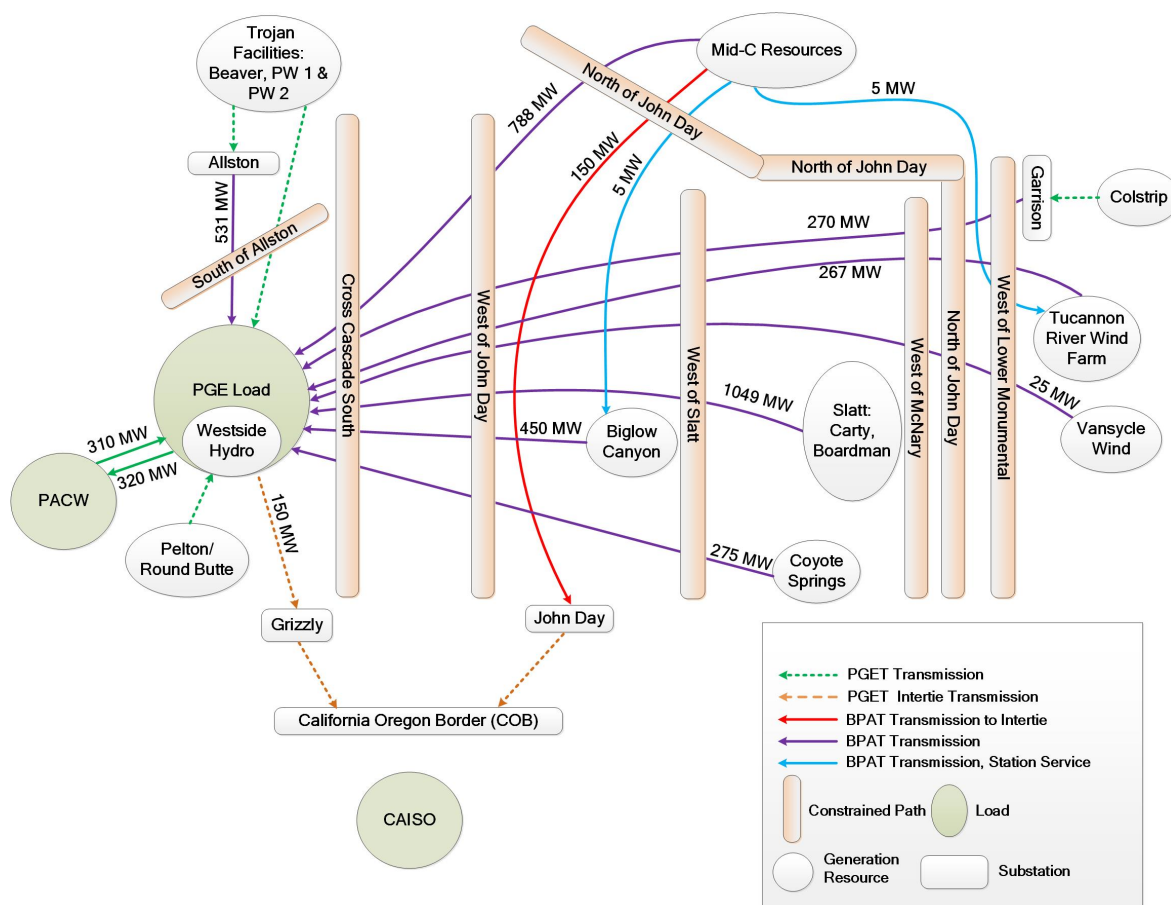 Trojan
Facilities:
Beaver, PW 1 &
PW 2
Mid-C Resources
North of John Day
5 MW
788 MW
150 MW
5 MW
Allston
North of John Day
Garrison
Colstrip
531 MW
South of Allston
270 MW
267 MW
Cross Cascade South
West of John Day
West of Slatt
West of McNary
North of John Day
West of Lower Monumental
Tucannon
River Wind
Farm
PGE Load
Westside
Hydro
1049 MW
Slatt:
Carty,
Boardman
25 MW
Vansycle
Wind
310 MW
320 MW
450 MW
Biglow
Canyon
PACW
150 MW
Pelton/
Round Butte
275 MW
Coyote
Springs
Grizzly
John Day
California Oregon Border (COB)
CAISO
PGET Transmission
PGET Intertie Transmission
BPAT Transmission to Intertie
BPAT Transmission
BPAT Transmission, Station Service
Constrained Path
Load
Generation
Resource
Substation